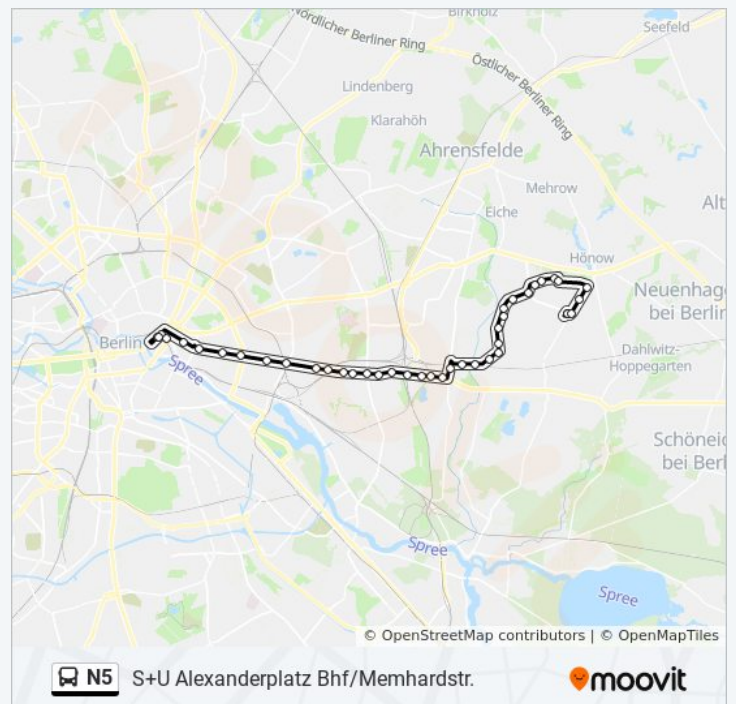 Birkholz
Nördlicher Berliner Ring
Seefeld
Östlicher Berliner Ring
Lindenberg
Klarahöh
Ahrensfelde
Mehrow
Alt
Eiche
Hönow
Neuenhag
bei Berlin
Berlin
Dahlwitz-
Hoppegarten
Spree
Schöneic
bei Berl
Spree
Spree
© OpenStreetMap contributors | © OpenMapTiles
N5 S+U Alexanderplatz Bhf/Memhardstr.
moovit